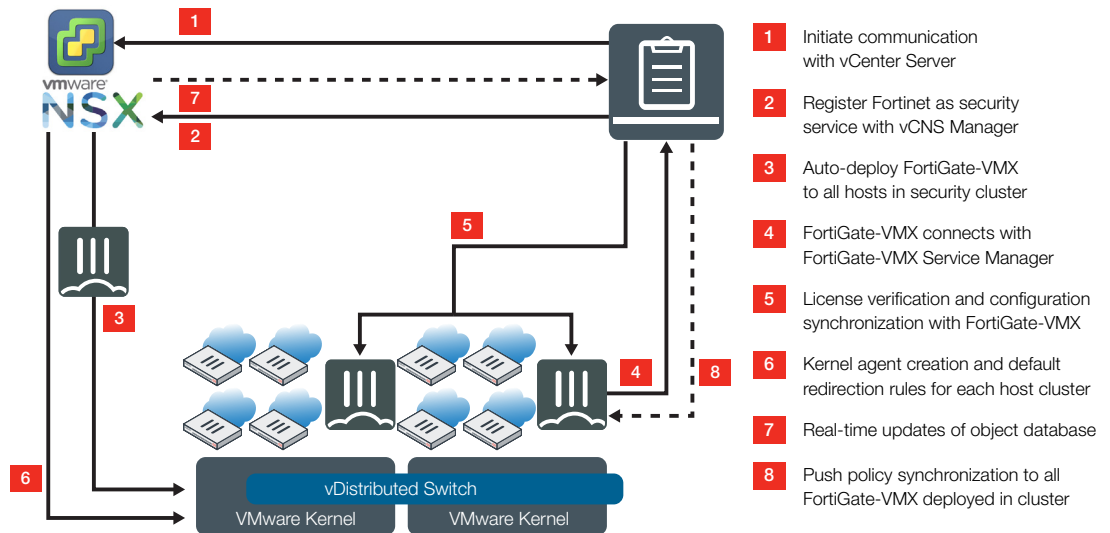 1
vmware®
NSX
7
2
5
3
4
8
6
vDistributed Switch
VMware Kernel
VMware Kernel
1 Initiate communication
with vCenter Server
2 Register Fortinet as security
service with vCNS Manager
3 Auto-deploy FortiGate-VMX
to all hosts in security cluster
4 FortiGate-VMX connects with
FortiGate-VMX Service Manager
5 License verification and configuration
synchronization with FortiGate-VMX
6 Kernel agent creation and default
redirection rules for each host cluster
7 Real-time updates of object database
8 Push policy synchronization to all
FortiGate-VMX deployed in cluster